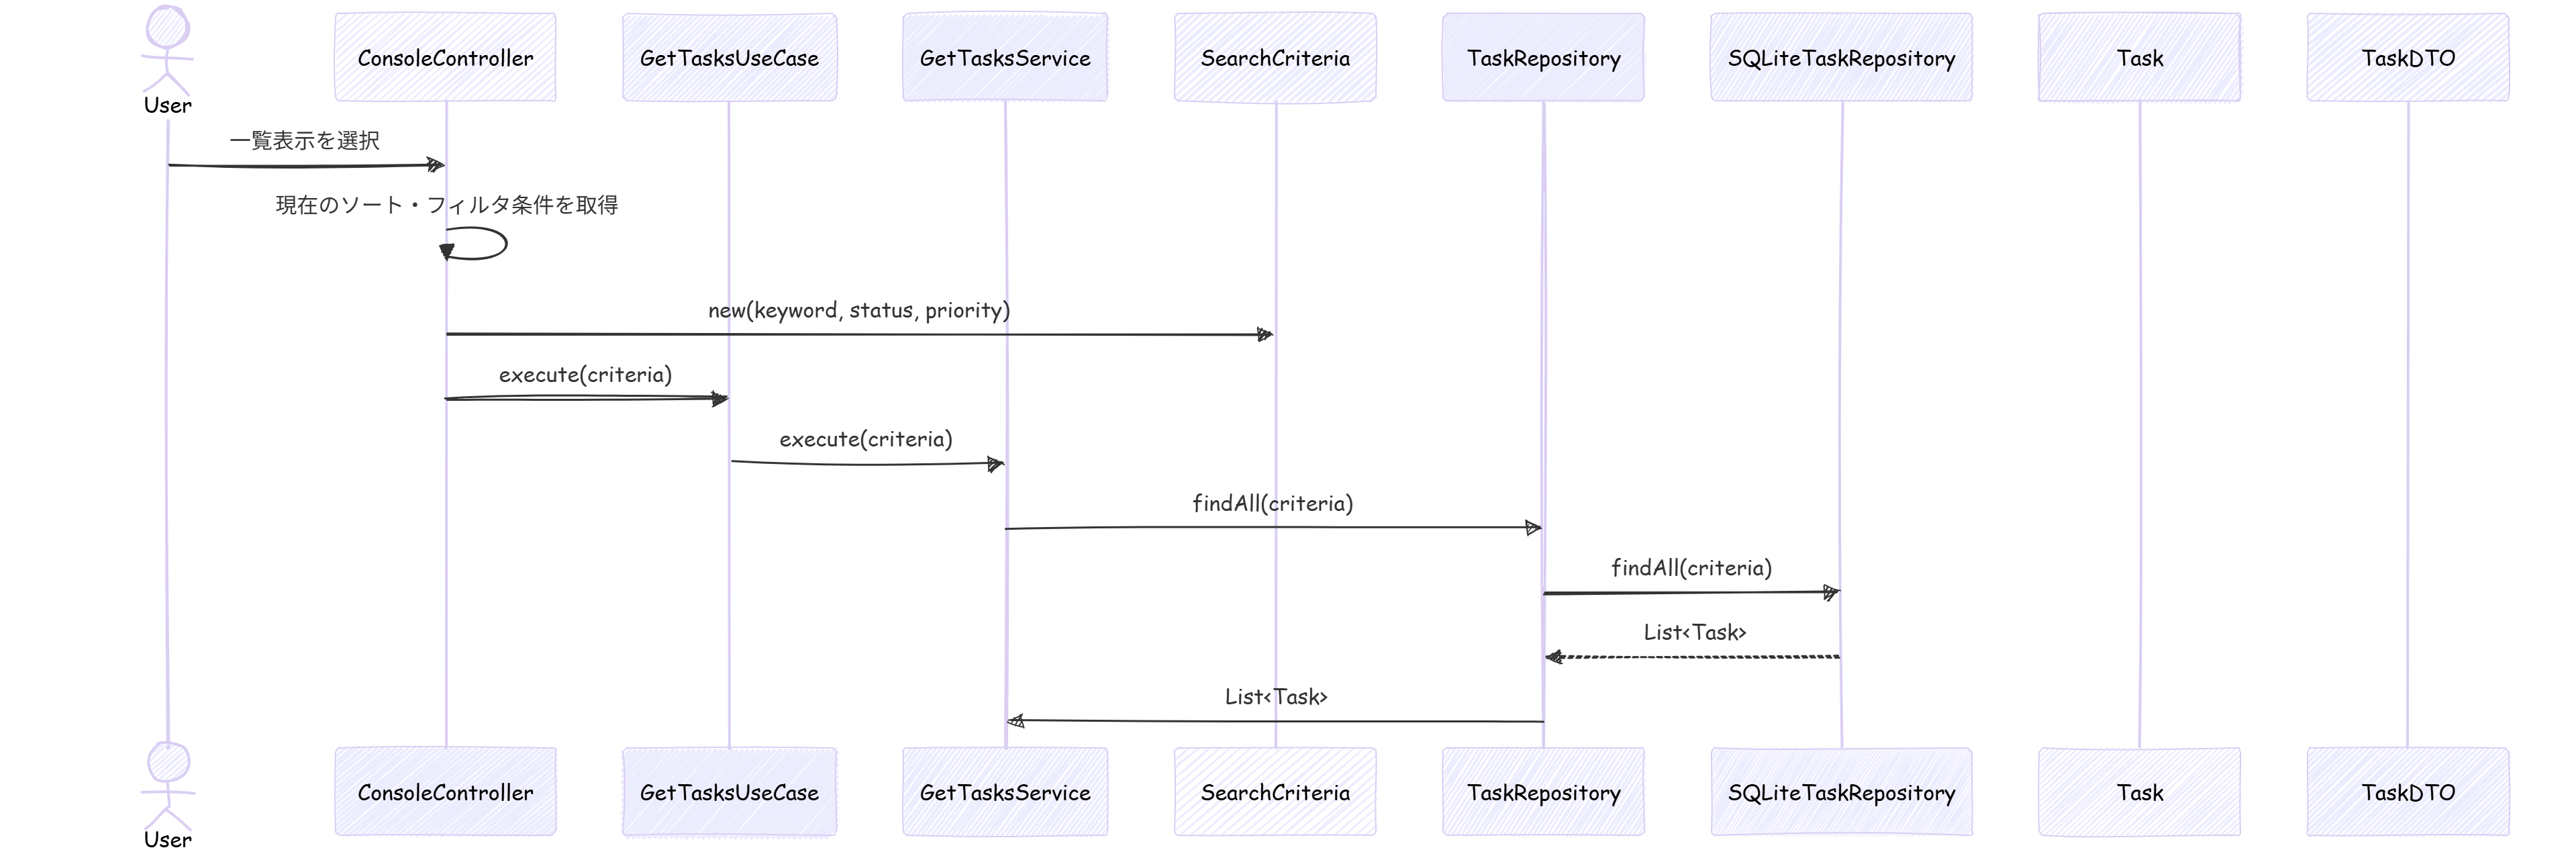 User
ConsoleController
GetTasksUseCase
GetTasksService
SearchCriteria
TaskRepository
SQLiteTaskRepository
Task
TaskDTO
一覧表示を選択
現在のソート・フィルタ条件を取得
new(keyword, status, priority)
execute(criteria)
execute(criteria)
findAll(criteria)
findAll(criteria)
List<Task>
List<Task>
User
ConsoleController
GetTasksUseCase
GetTasksService
SearchCriteria
TaskRepository
SQLiteTaskRepository
Task
TaskDTO